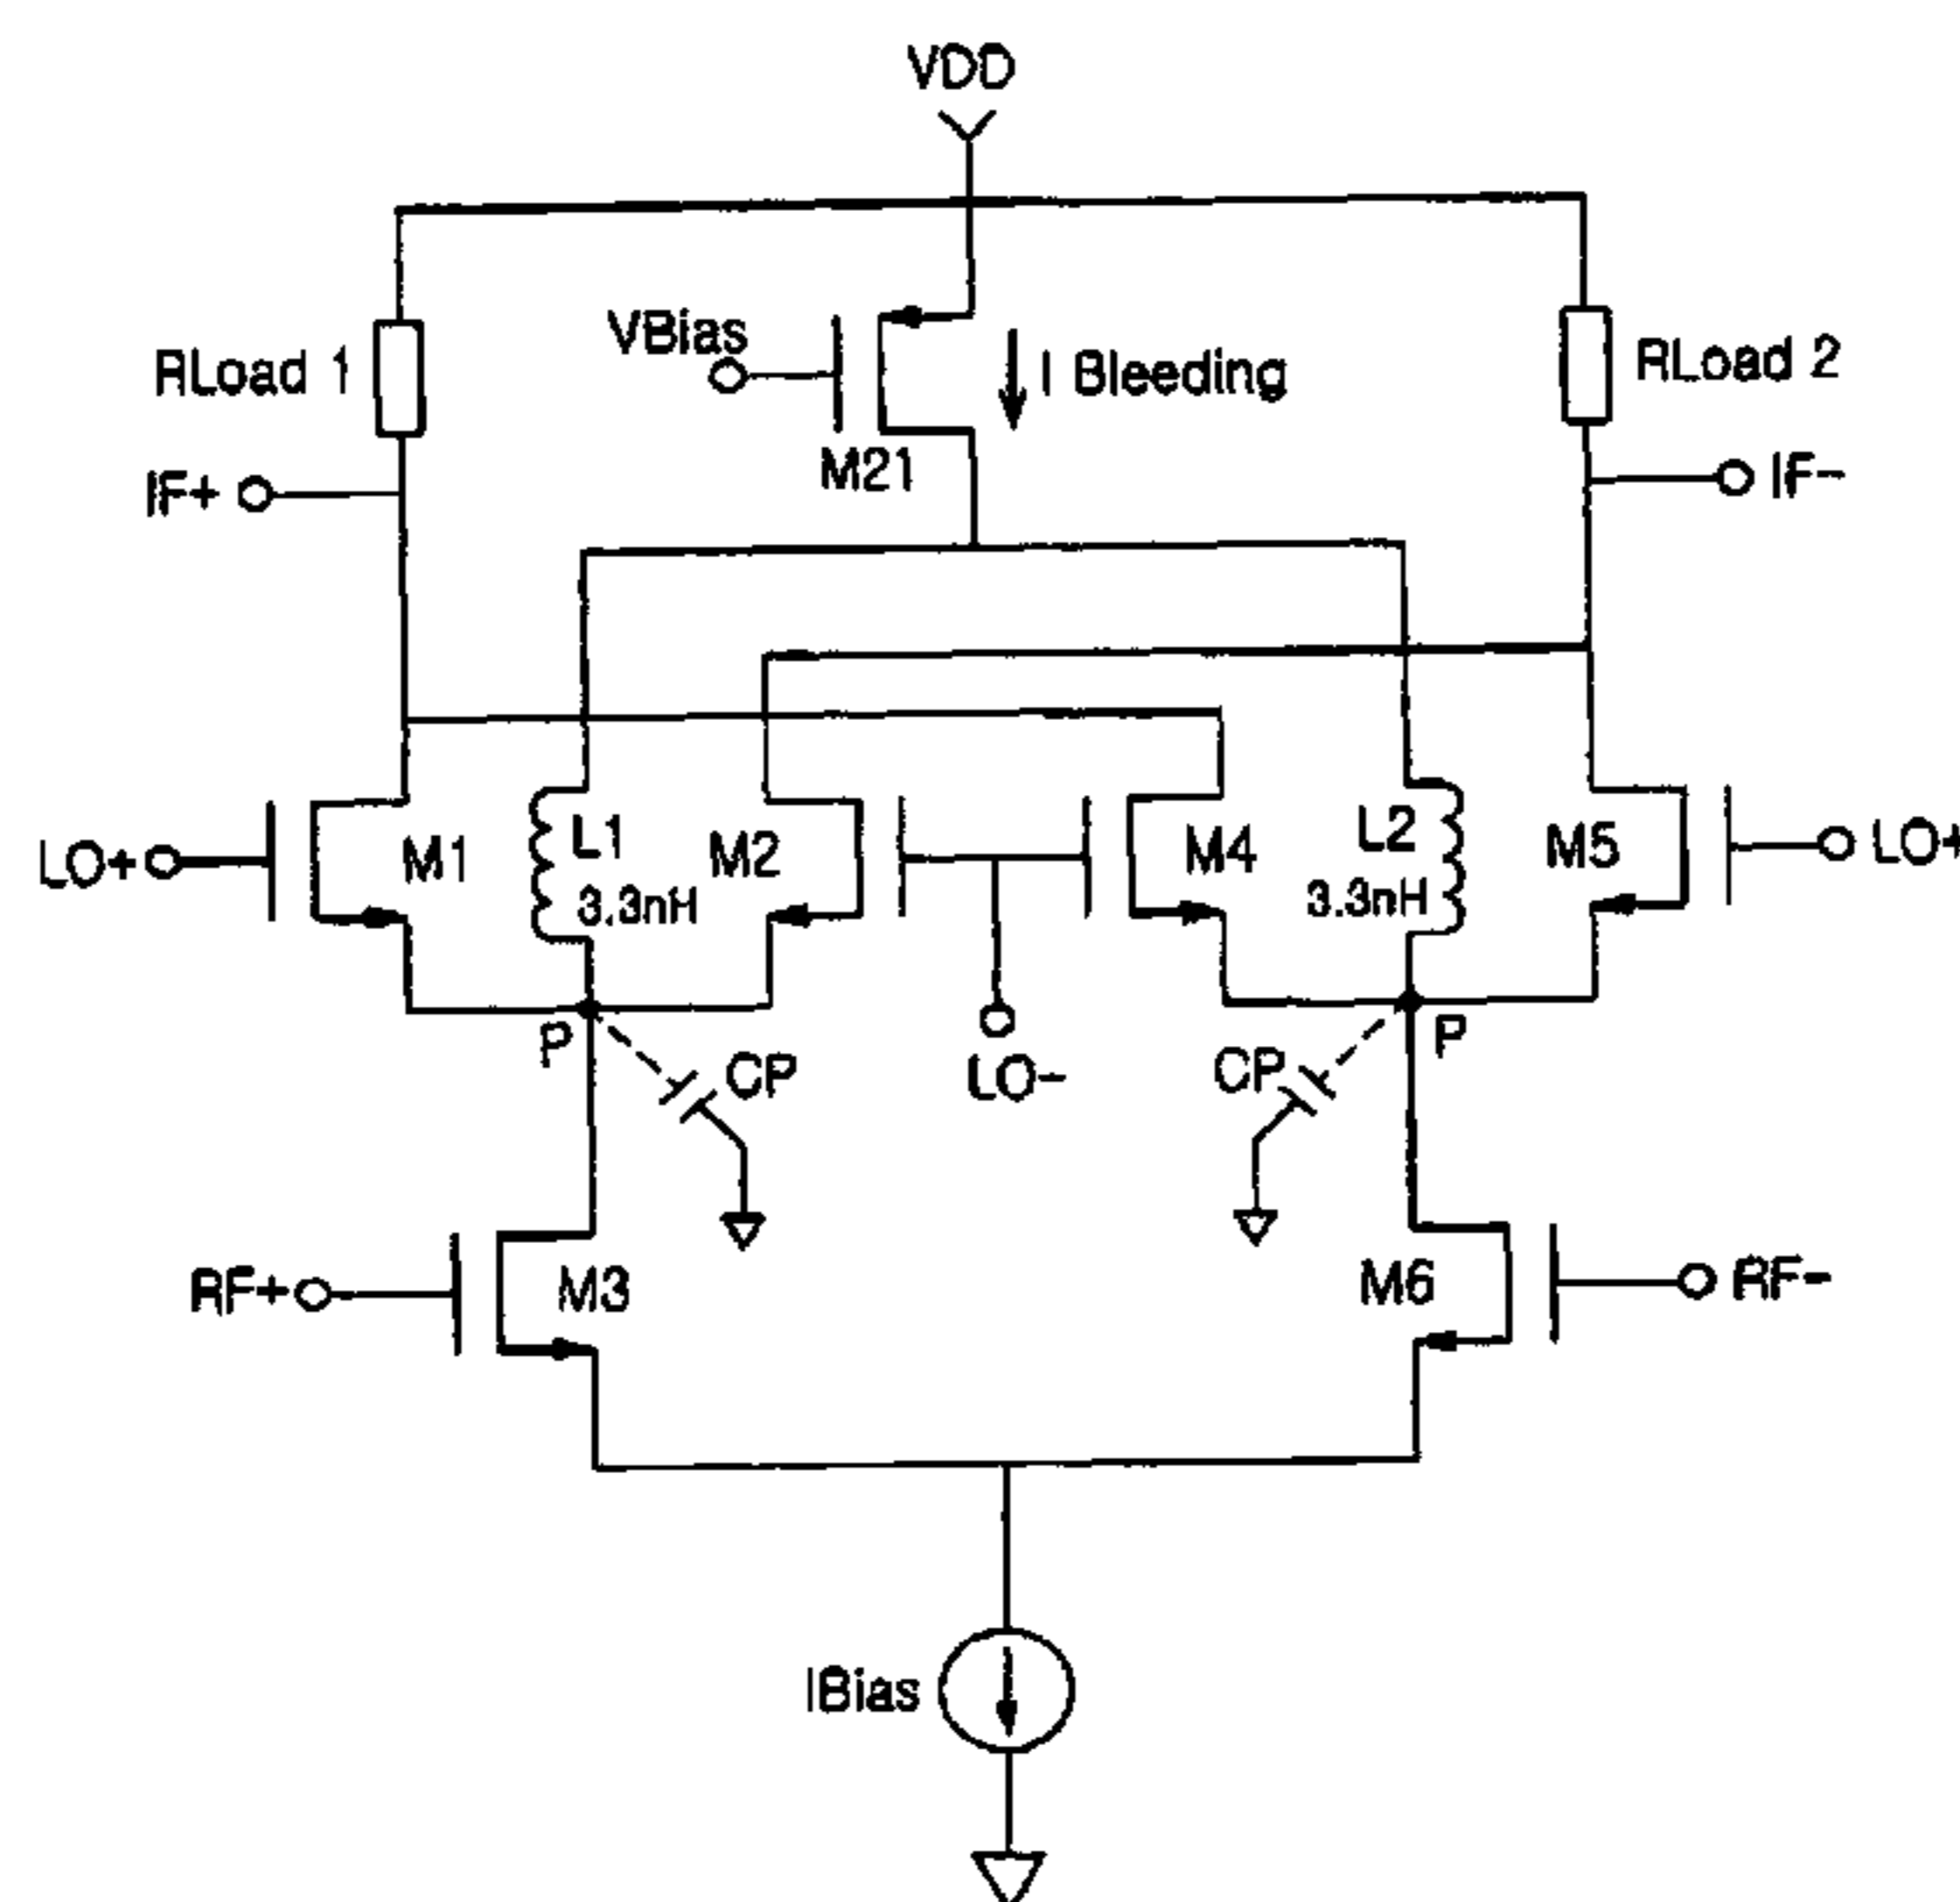 VDD
VBias
I Bleeding
RLoad 1
RLoad 2
M21
IF+
IF-
LO+
M1
L1
3.3nH
M2
M4
L2
3.3nH
M5
LO+
P
CP
LO-
CP
P
RF+
M3
M6
RF-
IBias